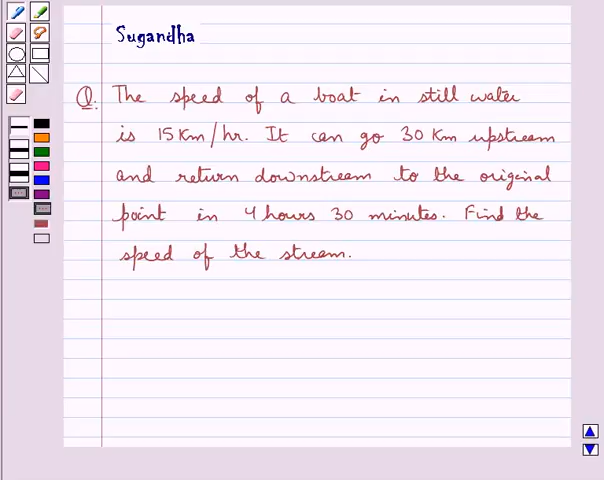 Sugandha
Q. The speed of a boat in still water
is 15 Km/hr. It can go 30 Km upstream
and return downstream to the original
point in 4 hours 30 minutes. Find the
speed of the stream.